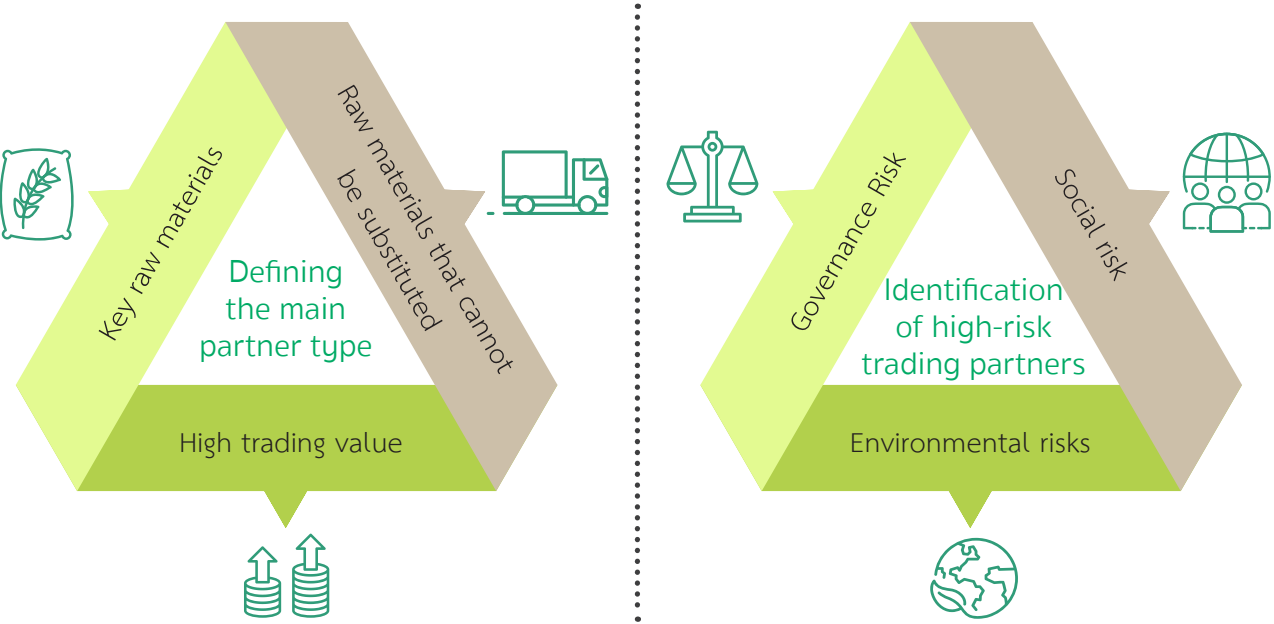 Key raw materials
Raw materials that cannot
be substituted
Defining
the main
partner type
High trading value
Governance Risk
Social risk
Identification
of high-risk
trading partners
Environmental risks